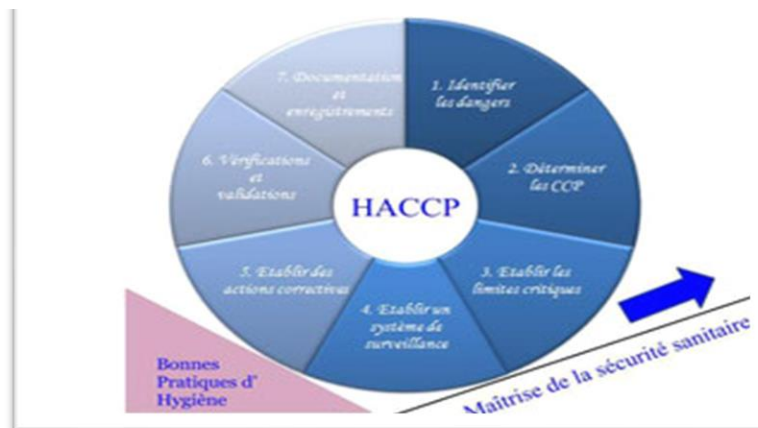 1. Identifier
les dangers
2. Déterminer
les CCP
3. Etablir les
limites critiques
4. Etablir un
système de
surveillance
5. Etablir des
actions correctives
6. Vérifications
et
validations
7. Documentation
et
enregistrements
HACCP
Bonnes
Pratiques d'
Hygiène
Maîtrise de la sécurité sanitaire